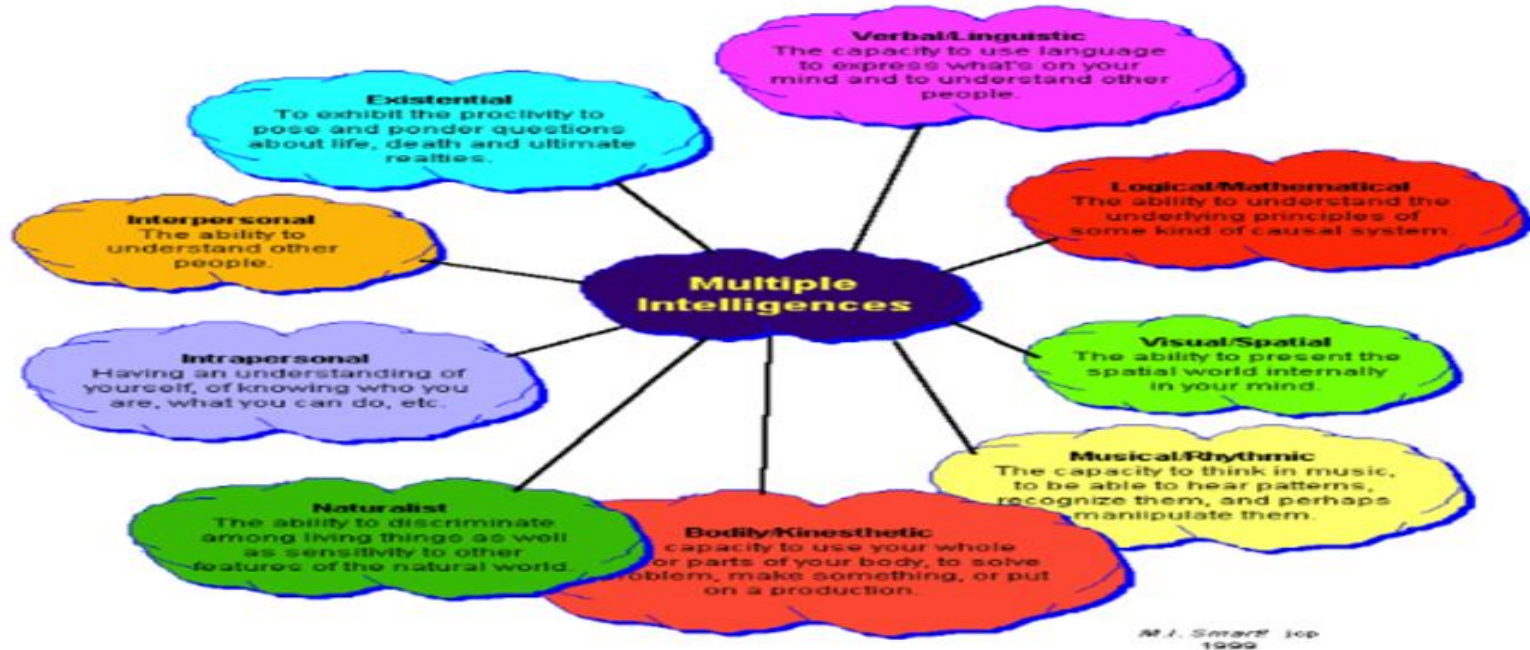 Verbal/Linguistic
The capacity to use language
to express what's on your
mind and to understand other
people.
Existential
To exhibit the proclivity to
pose and ponder questions
about life, death and ultimate
realties.
Logical/Mathematical
The ability to understand the
underlying principles of
some kind of causal system.
Interpersonal
The ability to
understand other
people.
Multiple
Intelligences
Visual/Spatial
The ability to present the
spatial world internally
in your mind.
Intrapersonal
Having an understanding of
yourself, of knowing who you
are, what you can do, etc.
Musical/Rhythmic
The capacity to think in music,
to be able to hear patterns,
recognize them, and perhaps
maniipulate them.
Naturalist
The ability to discriminate
among living things as well
as sensitivity to other
features of the natural world.
Bodily/Kinesthetic
capacity to use your whole
or parts of your body, to solve
roblem, make something, or put
on a production.
M.I. Smart!
1999